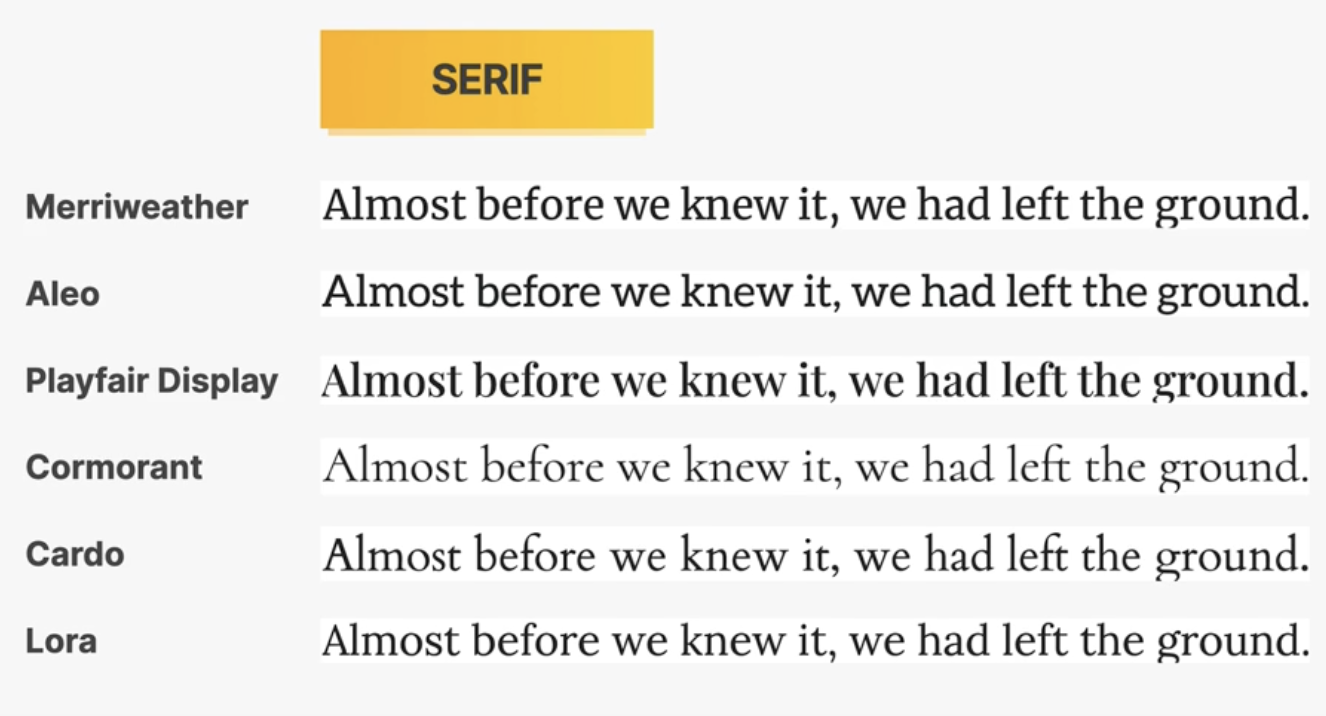 SERIF
Merriweather Almost before we knew it, we had left the ground.
Aleo Almost before we knew it, we had left the ground.
Playfair Display Almost before we knew it, we had left the ground.
Cormorant Almost before we knew it, we had left the ground.
Cardo Almost before we knew it, we had left the ground.
Lora Almost before we knew it, we had left the ground.